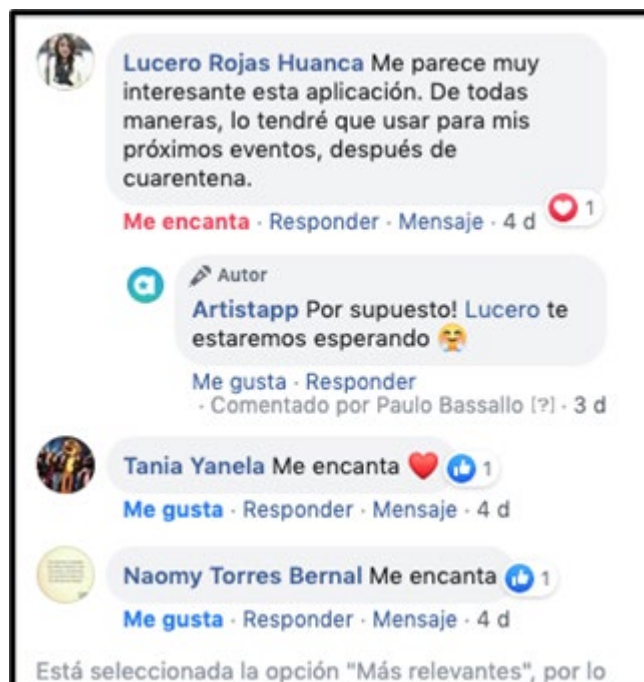 Lucero Rojas Huanca Me parece muy
interesante esta aplicación. De todas
maneras, lo tendré que usar para mis
próximos eventos, después de
cuarentena.
1
Me encanta · Responder · Mensaje · 4 d
Autor
Artistapp Por supuesto! Lucero te
estaremos esperando 🤗
Me gusta · Responder
· Comentado por Paulo Bassallo [?] · 3 d
Tania Yanela Me encanta ❤️ 1
Me gusta · Responder · Mensaje · 4 d
Naomy Torres Bernal Me encanta 1
Me gusta · Responder · Mensaje · 4 d
Está seleccionada la opción "Más relevantes", por lo